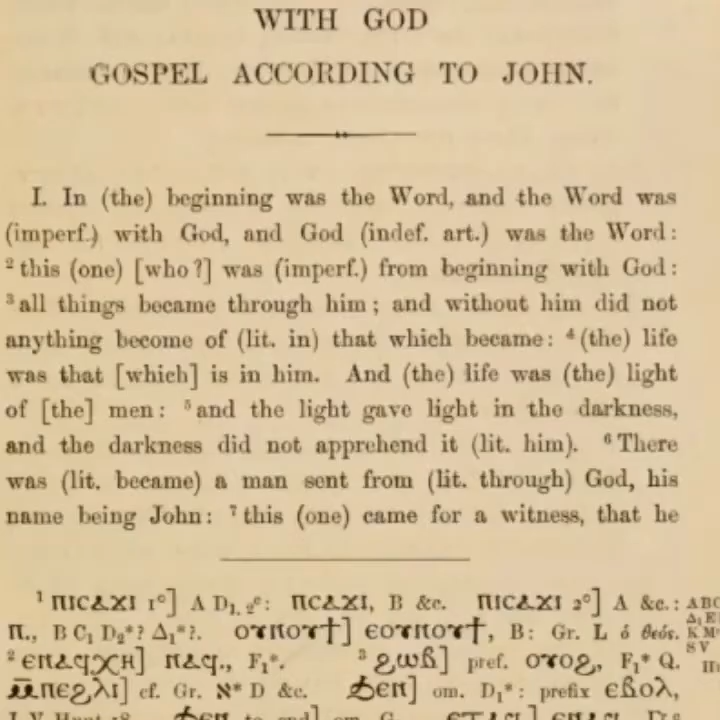 WITH GOD
GOSPEL ACCORDING TO JOHN.
I. In (the) beginning was the Word, and the Word was
(imperf.) with God, and God (indef. art.) was the Word:
² this (one) [who?] was (imperf.) from beginning with God:
³ all things became through him; and without him did not
anything become of (lit. in) that which became: ⁴ (the) life
was that [which] is in him. And (the) life was (the) light
of [the] men: ⁵ and the light gave light in the darkness,
and the darkness did not apprehend it (lit. him). ⁶ There
was (lit. became) a man sent from (lit. through) God, his
name being John: ⁷ this (one) came for a witness, that he
¹ ⲡⲓⲥⲁϫⲓ 1°] A D₁, ₂ᶜ: ⲡⲥⲁϫⲓ, B &c. ⲡⲓⲥⲁϫⲓ 2°] A &c.: ABC
ⲡ., B C₁ D₂*? Δ₁*?. ⲟⲩⲛⲟⲩϯ] ⲉⲟⲩⲛⲟⲩϯ, B: Gr. L ὁ θεός. Δ₁E
K M
² ⲉⲛⲁϥⲭⲏ] ⲛⲁϥ., F₁*. ³ ϩⲱⲃ] pref. ⲟⲩⲟϩ, F₁* Q. S V
ⲙ̄ⲡⲉϩⲗⲓ] cf. Gr. ℵ* D &c. ϧⲉⲛ] om. D₁*: prefix ⲉⲃⲟⲗ,